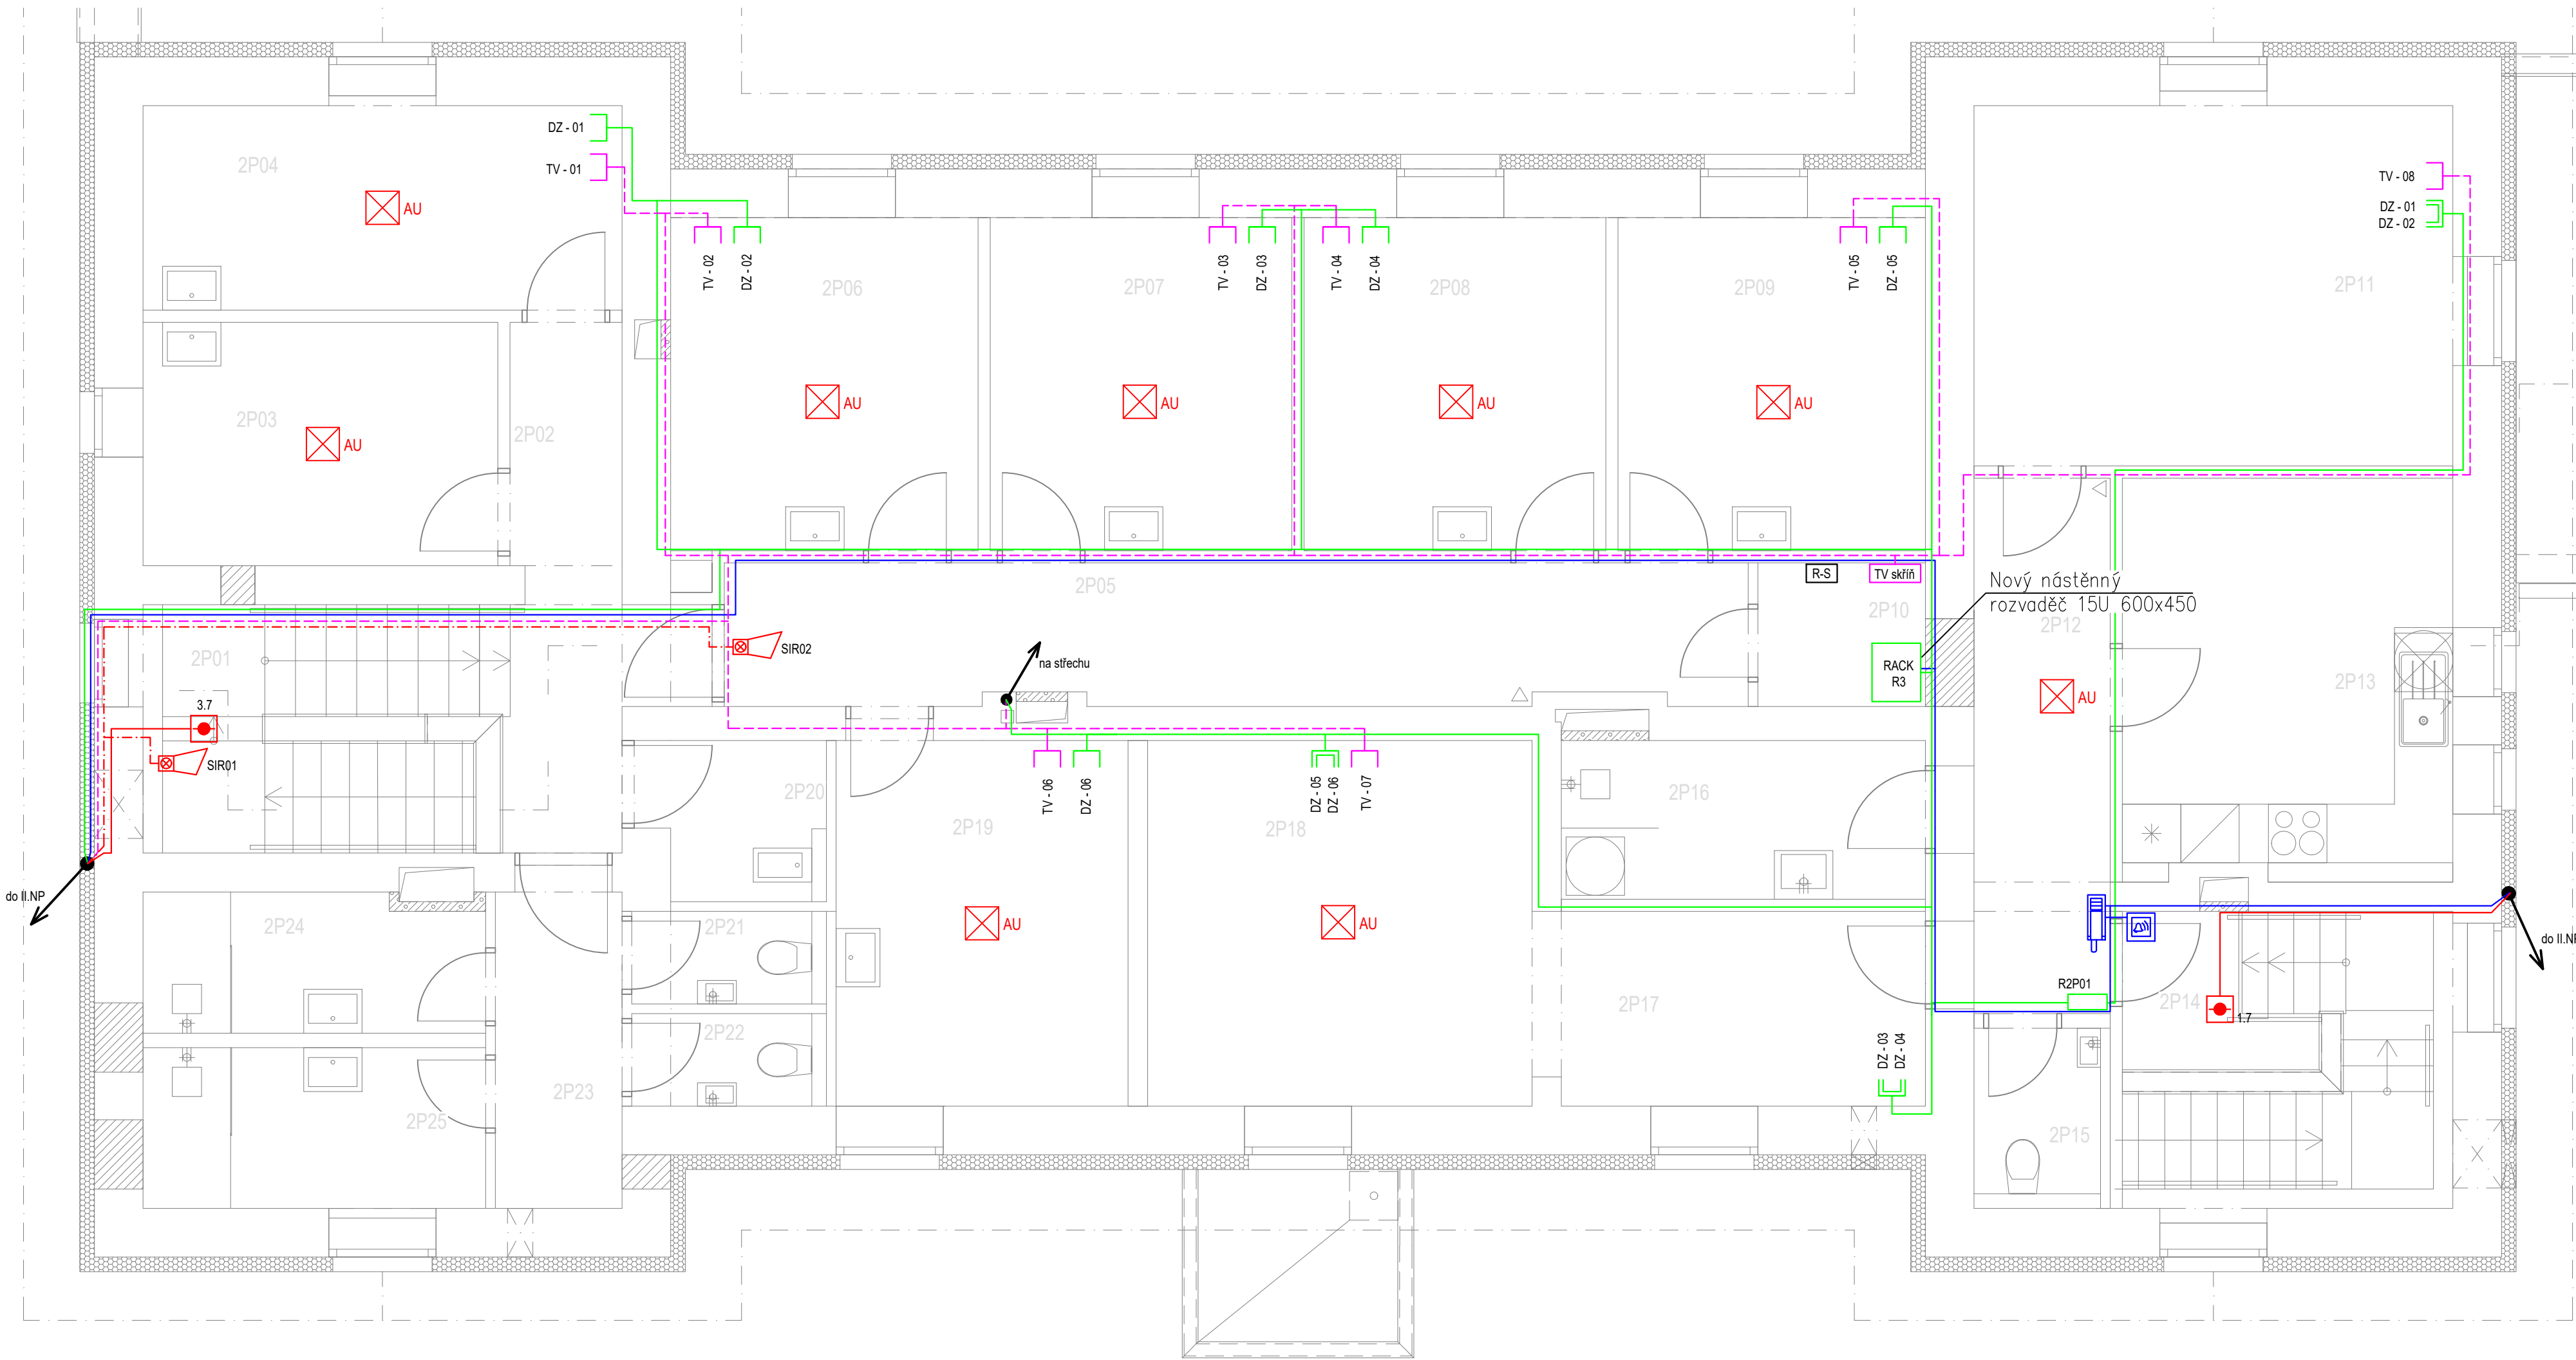 DZ - 01
TV - 01
2P04
AU
TV - 08
DZ - 01
DZ - 02
TV - 02
DZ - 02
TV - 03
DZ - 03
TV - 04
DZ - 04
TV - 05
DZ - 05
2P06
2P07
2P08
2P09
2P11
AU
AU
AU
AU
2P03
AU
2P02
2P05
R-S
TV skříň
Nový nástěnný
rozvaděč 15U 600x450
2P10
2P12
2P01
SIR02
na střechu
RACK
R3
AU
2P13
3.7
SIR01
TV - 06
DZ - 06
DZ - 05
DZ - 06
TV - 07
2P20
2P19
2P18
2P16
do II.NP
2P24
2P21
AU
AU
do II.NP
R2P01
2P17
2P14
1.7
2P22
DZ - 03
DZ - 04
2P23
2P25
2P15